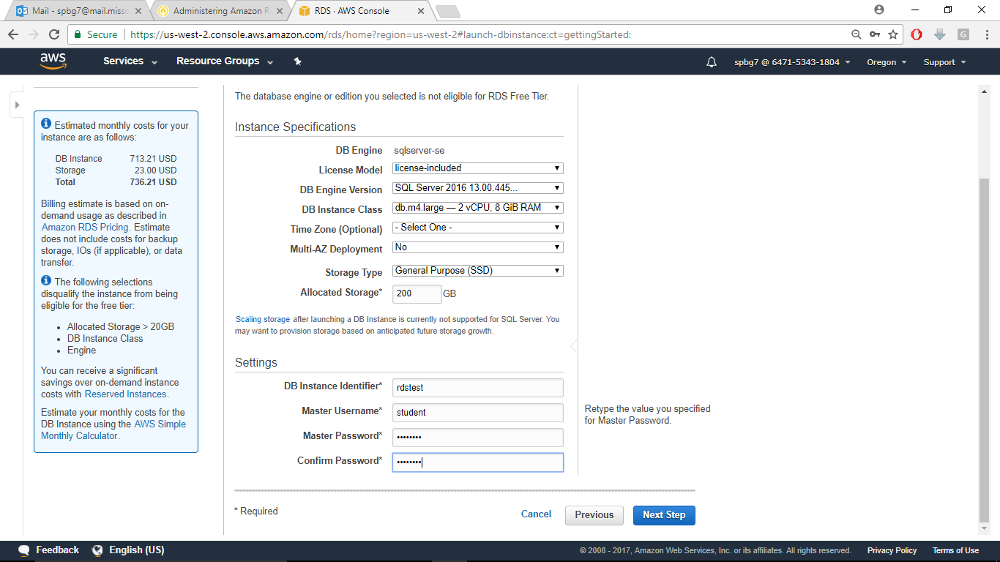 Mail - spbg7@mail.missc
Administering Amazon R
RDS · AWS Console
Secure
https://us-west-2.console.aws.amazon.com/rds/home?region=us-west-2#launch-dbinstance:ct=gettingStarted:
aws
Services
Resource Groups
spbg7 @ 6471-5343-1804
Oregon
Support
Estimated monthly costs for your
instance are as follows:
DB Instance 713.21 USD
Storage 23.00 USD
Total 736.21 USD
Billing estimate is based on on-
demand usage as described in
Amazon RDS Pricing. Estimate
does not include costs for backup
storage, IOs (if applicable), or data
transfer.
The following selections
disqualify the instance from being
eligible for the free tier:
• Allocated Storage > 20GB
• DB Instance Class
• Engine
You can receive a significant
savings over on-demand instance
costs with Reserved Instances.
Estimate your monthly costs for the
DB Instance using the AWS Simple
Monthly Calculator.
The database engine or edition you selected is not eligible for RDS Free Tier.
Instance Specifications
DB Engine sqlserver-se
License Model license-included
DB Engine Version SQL Server 2016 13.00.445...
DB Instance Class db.m4.large — 2 vCPU, 8 GiB RAM
Time Zone (Optional) - Select One -
Multi-AZ Deployment No
Storage Type General Purpose (SSD)
Allocated Storage* 200 GB
Scaling storage after launching a DB Instance is currently not supported for SQL Server. You
may want to provision storage based on anticipated future storage growth.
Settings
DB Instance Identifier* rdstest
Master Username* student
Master Password* ••••••••
Confirm Password* ••••••••
Retype the value you specified
for Master Password.
* Required
Cancel
Previous
Next Step
Feedback
English (US)
© 2008 - 2017, Amazon Web Services, Inc. or its affiliates. All rights reserved.
Privacy Policy
Terms of Use
G